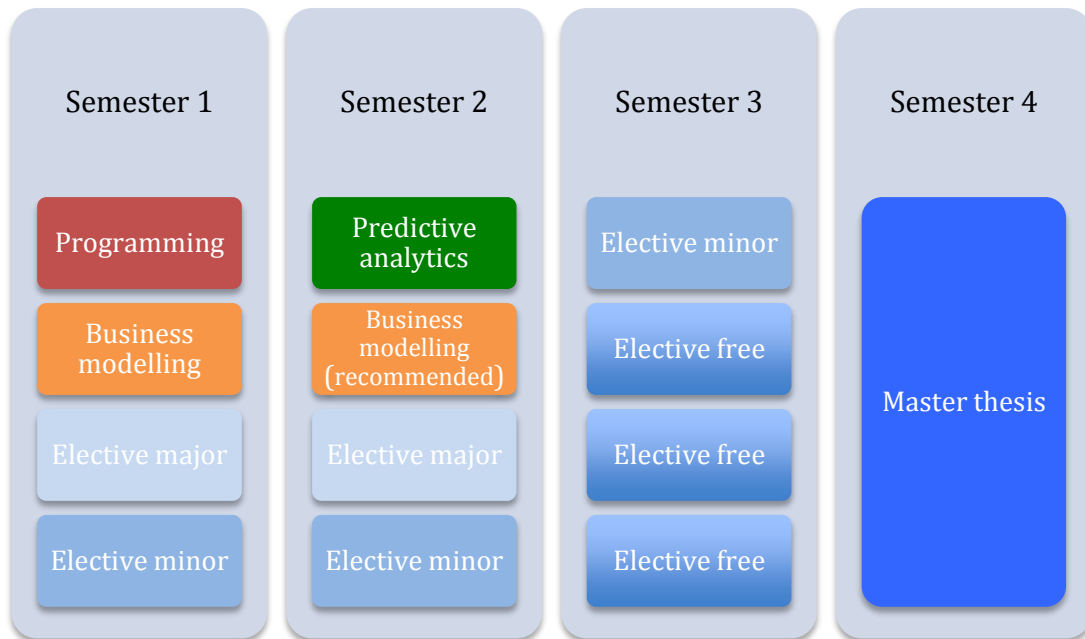 Semester 1
Programming
Business
modelling
Elective major
Elective minor
Semester 2
Predictive
analytics
Business
modelling
(recommended)
Elective major
Elective minor
Semester 3
Elective minor
Elective free
Elective free
Elective free
Semester 4
Master thesis